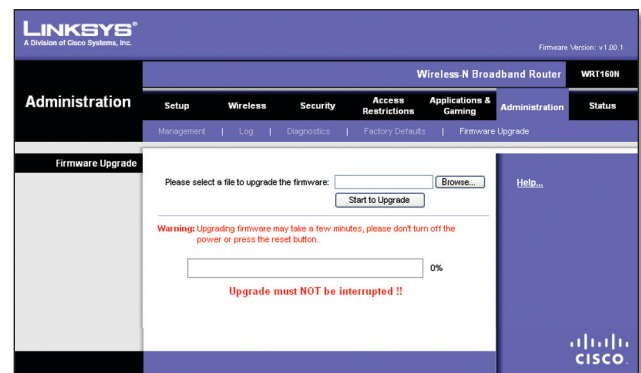 LINKSYS®
A Division of Cisco Systems, Inc.
Firmware Version: v1.00.1
Wireless-N Broadband Router WRT160N
Administration
Setup Wireless Security Access Restrictions Applications & Gaming Administration Status
Management | Log | Diagnostics | Factory Defaults | Firmware Upgrade
Firmware Upgrade
Please select a file to upgrade the firmware: Browse...
Start to Upgrade
Help...
Warning: Upgrading firmware may take a few minutes, please don't turn off the
power or press the reset button.
0%
Upgrade must NOT be interrupted !!
CISCO.